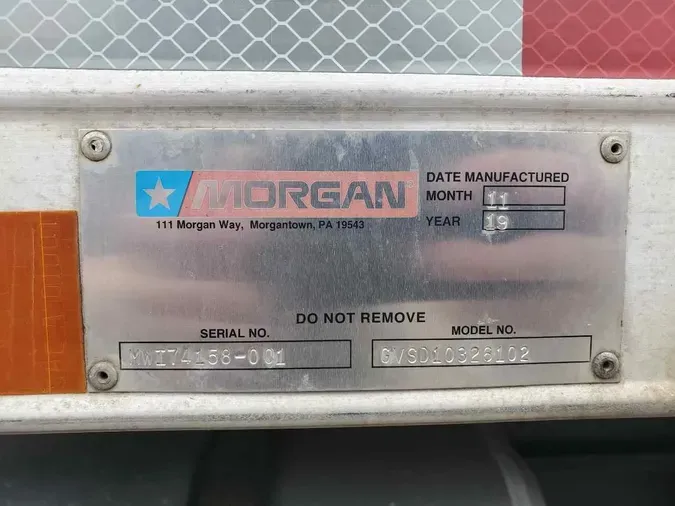 MORGAN
111 Morgan Way, Morgantown, PA 19543
DATE MANUFACTURED
MONTH 11
YEAR 19
DO NOT REMOVE
SERIAL NO.
MWI74158-001
MODEL NO.
GVSD10326102